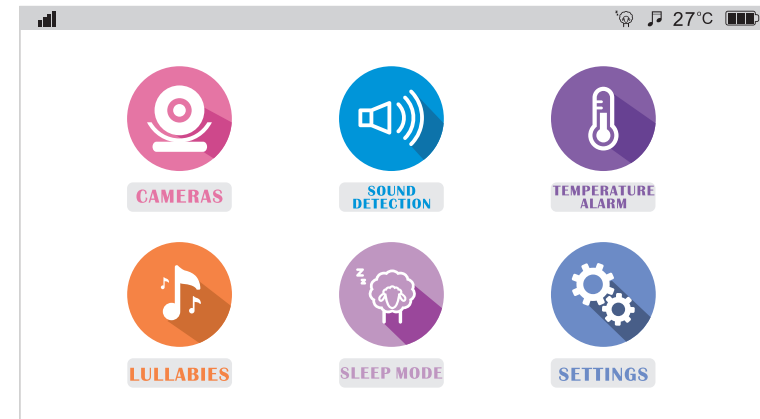 27°C
CAMERAS
SOUND
DETECTION
TEMPERATURE
ALARM
LULLABIES
z z
SLEEP MODE
SETTINGS